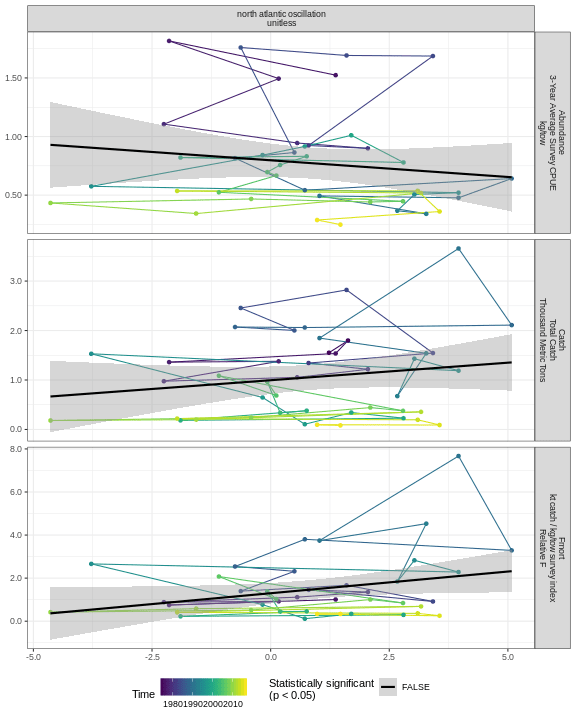 north atlantic oscillation
unitless
1.50
1.00
0.50
Abundance
3-Year Average Survey CPUE
kg/tow
3.0
2.0
1.0
0.0
Catch
Total Catch
Thousand Metric Tons
8.0
6.0
4.0
2.0
0.0
Fmort
kt catch / kg/tow survey index
Relative F
-5.0 -2.5 0.0 2.5 5.0
Time
1980199020002010
Statistically significant
(p < 0.05)
FALSE